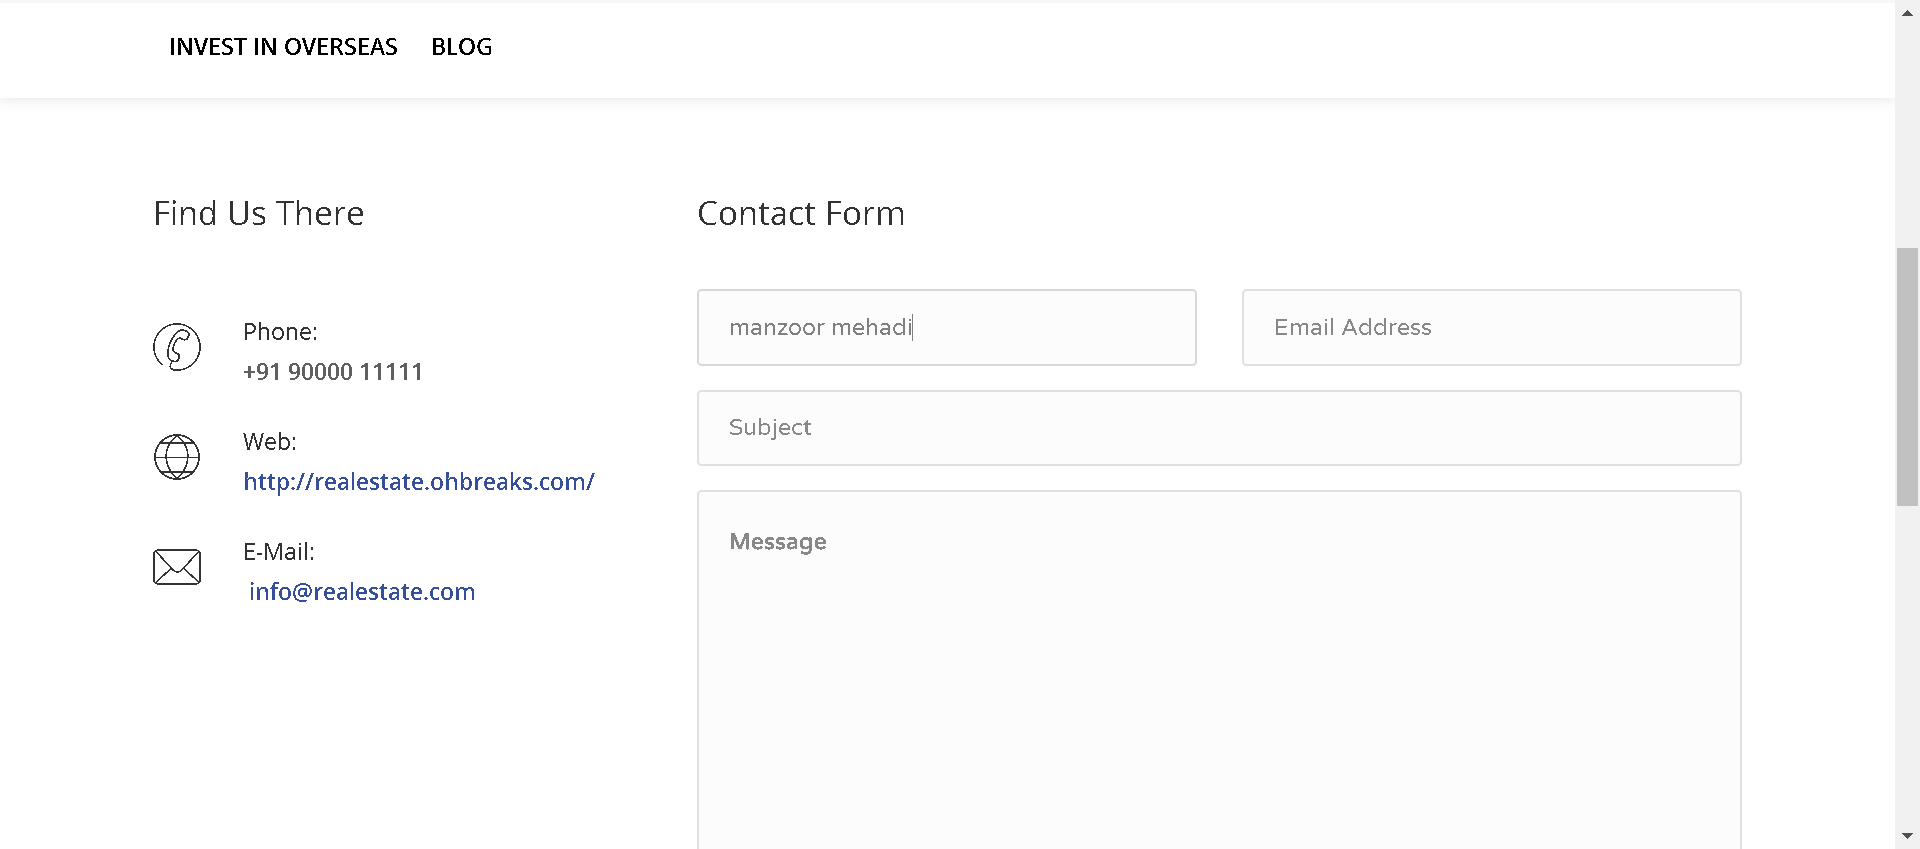 INVEST IN OVERSEAS BLOG
Find Us There
Phone:
+91 90000 11111
Web:
http://realestate.ohbreaks.com/
E-Mail:
info@realestate.com
Contact Form
manzoor mehadi
Email Address
Subject
Message